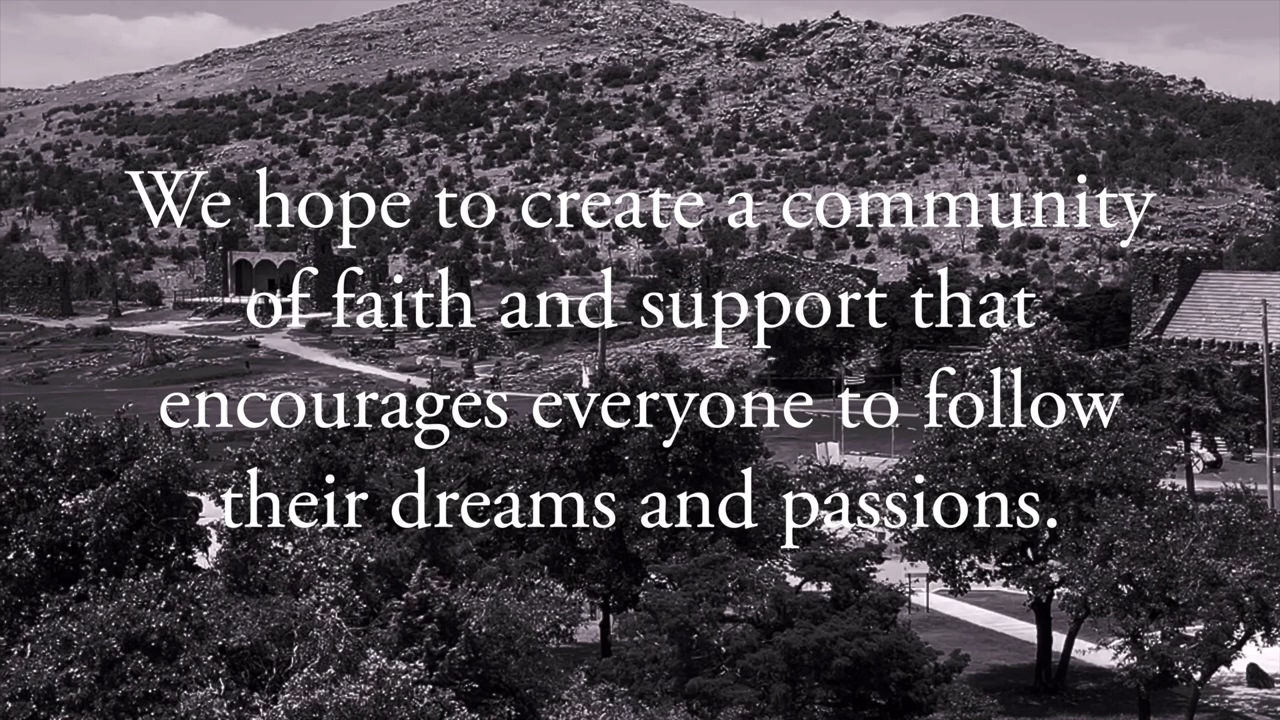 We hope to create a community
of faith and support that
encourages everyone to follow
their dreams and passions.